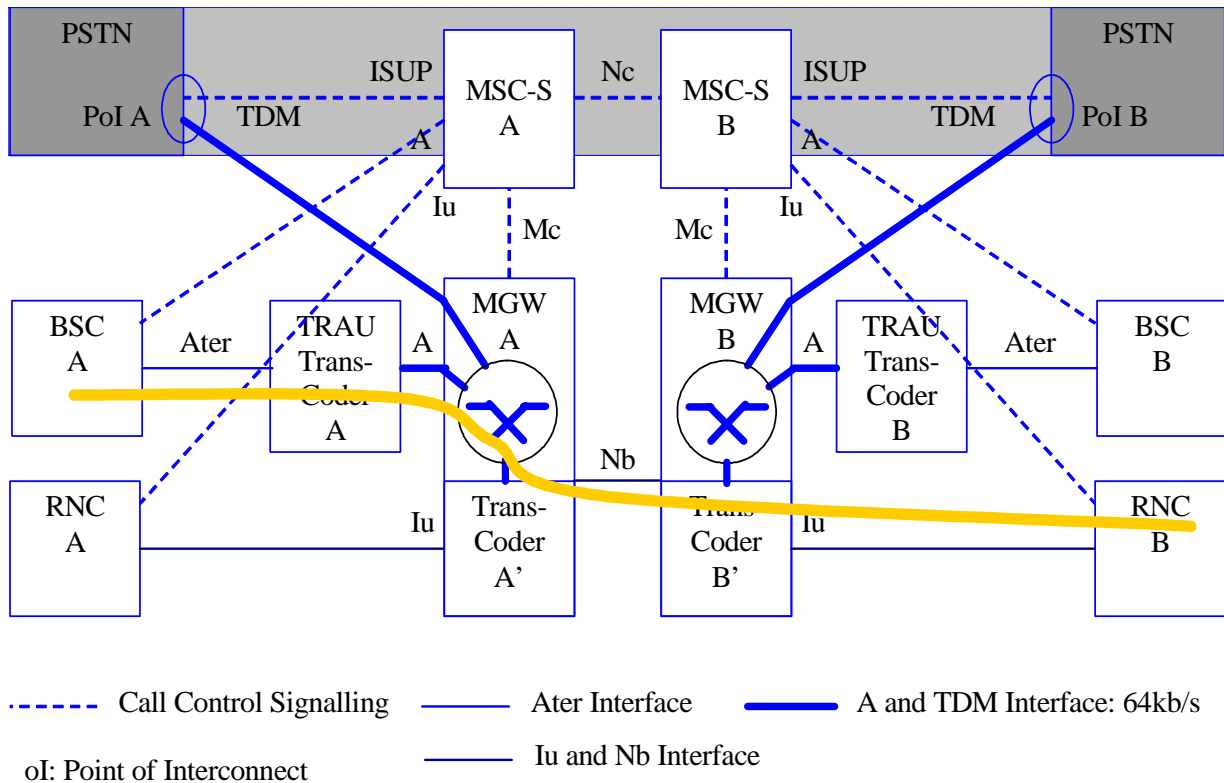 PSTN
PSTN
ISUP
Nc
ISUP
MSC-S
A
MSC-S
B
PoI A
TDM
TDM
PoI B
A
A
Iu
Iu
Mc
Mc
MGW
A
MGW
B
BSC
A
Ater
TRAU
Trans-
Coder
A
A
A
TRAU
Trans-
Coder
B
Ater
BSC
B
Nb
RNC
A
Iu
Trans-
Coder
A’
Trans-
Coder
B’
Iu
RNC
B
Call Control Signalling
Ater Interface
A and TDM Interface: 64kb/s
oI: Point of Interconnect
Iu and Nb Interface